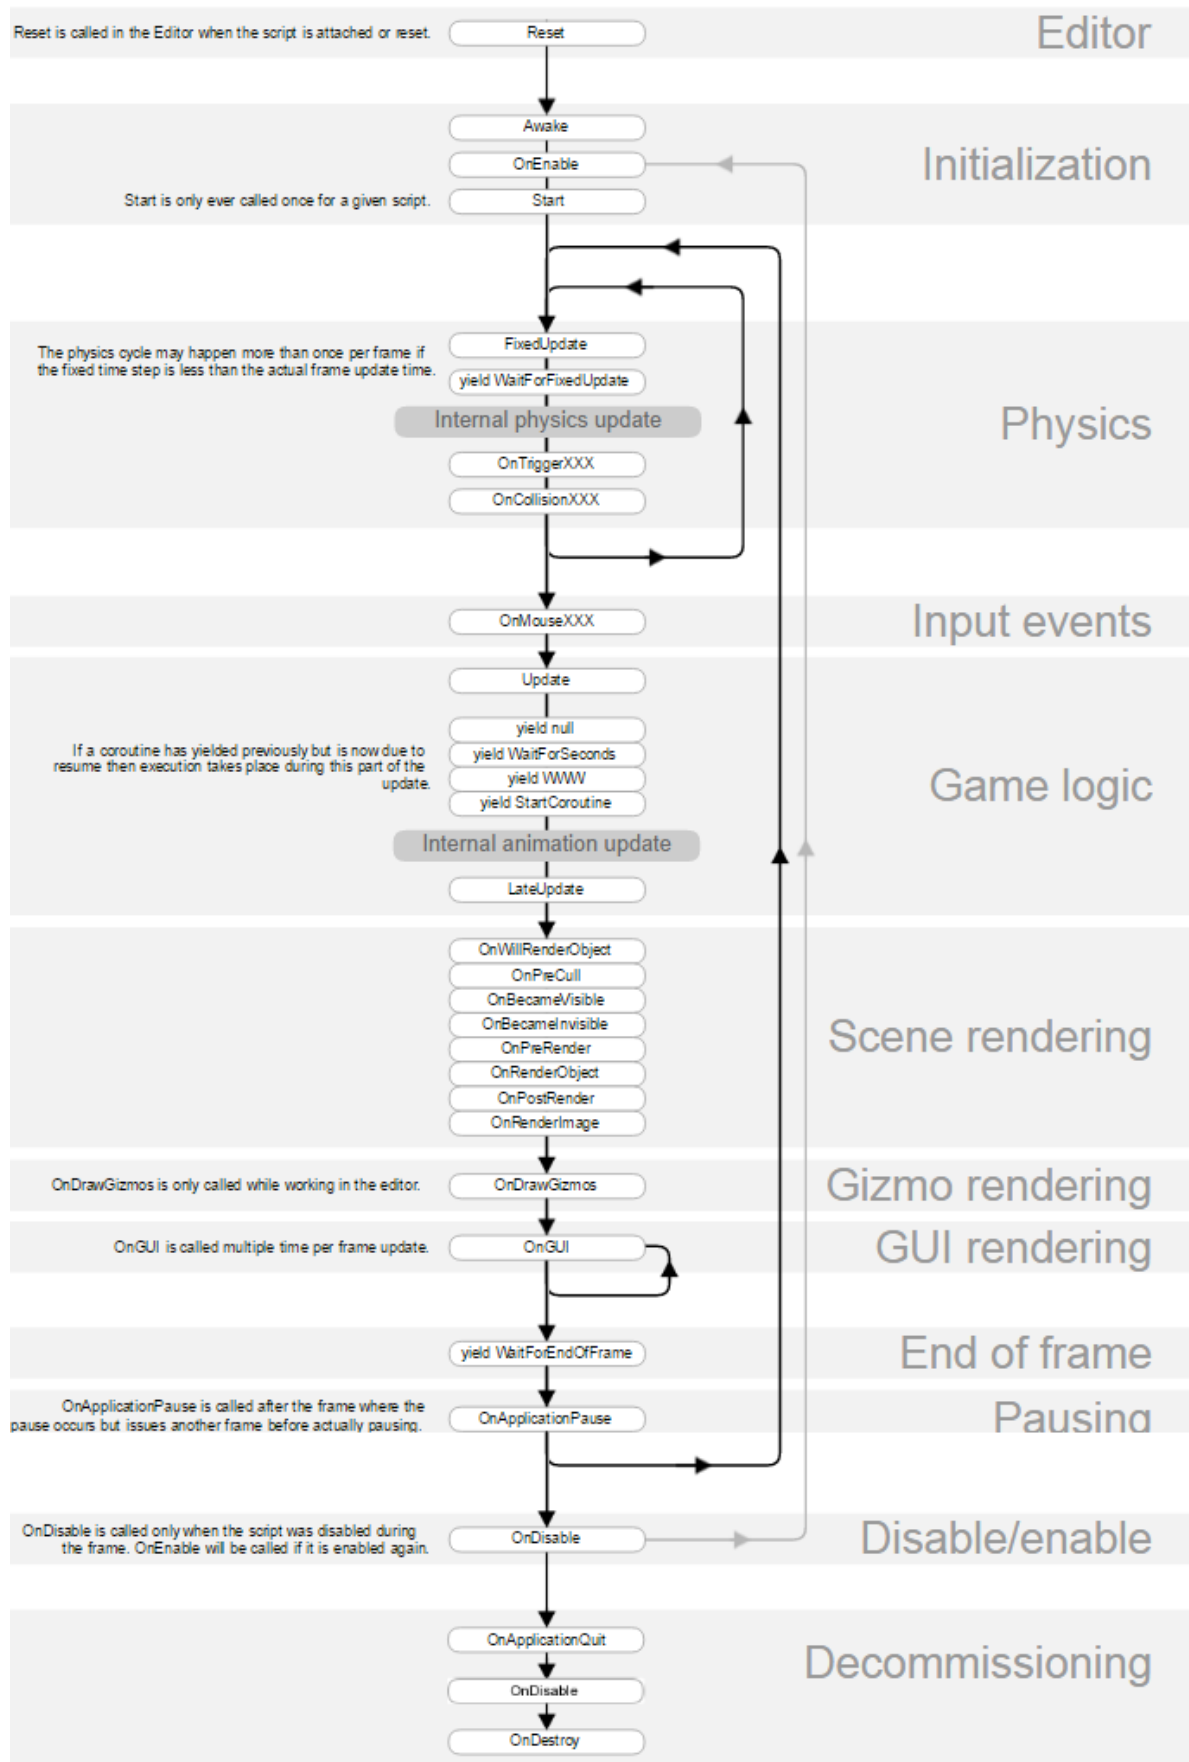 Reset is called in the Editor when the script is attached or reset.
Reset
Editor
Awake
OnEnable
Initialization
Start is only ever called once for a given script.
Start
The physics cycle may happen more than once per frame if
the fixed time step is less than the actual frame update time.
FixedUpdate
yield WaitForFixedUpdate
Internal physics update
Physics
OnTriggerXXX
OnCollisionXXX
OnMouseXXX
Input events
Update
yield null
If a coroutine has yielded previously but is now due to
resume then execution takes place during this part of the
update.
yield WaitForSeconds
yield WWW
yield StartCoroutine
Game logic
Internal animation update
LateUpdate
OnWillRenderObject
OnPreCull
OnBecameVisible
OnBecameInvisible
OnPreRender
OnRenderObject
OnPostRender
OnRenderImage
Scene rendering
OnDrawGizmos is only called while working in the editor.
OnDrawGizmos
Gizmo rendering
OnGUI is called multiple time per frame update.
OnGUI
GUI rendering
yield WaitForEndOfFrame
End of frame
OnApplicationPause is called after the frame where the
pause occurs but issues another frame before actually pausing.
OnApplicationPause
Pausing
OnDisable is called only when the script was disabled during
the frame. OnEnable will be called if it is enabled again.
OnDisable
Disable/enable
OnApplicationQuit
Decommissioning
OnDisable
OnDestroy